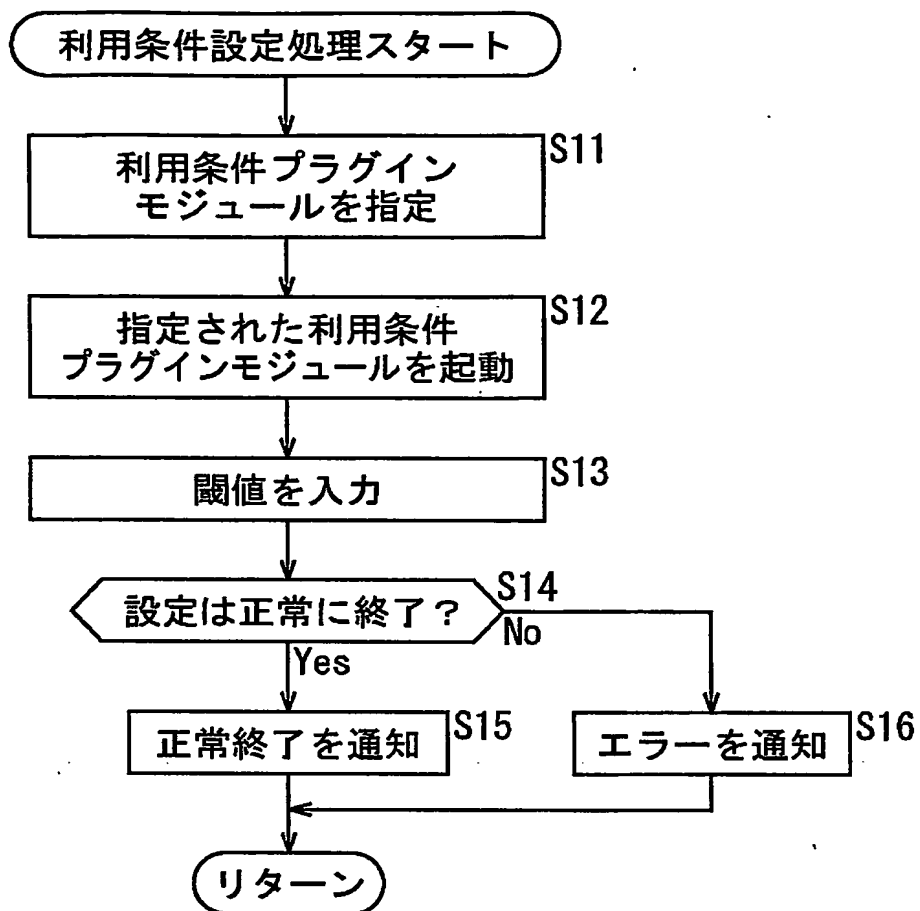 利用条件設定処理スタート
S11
利用条件プラグイン
モジュールを指定
S12
指定された利用条件
プラグインモジュールを起動
S13
閾値を入力
S14
設定は正常に終了?
No
Yes
正常終了を通知
S15
エラーを通知
S16
リターン